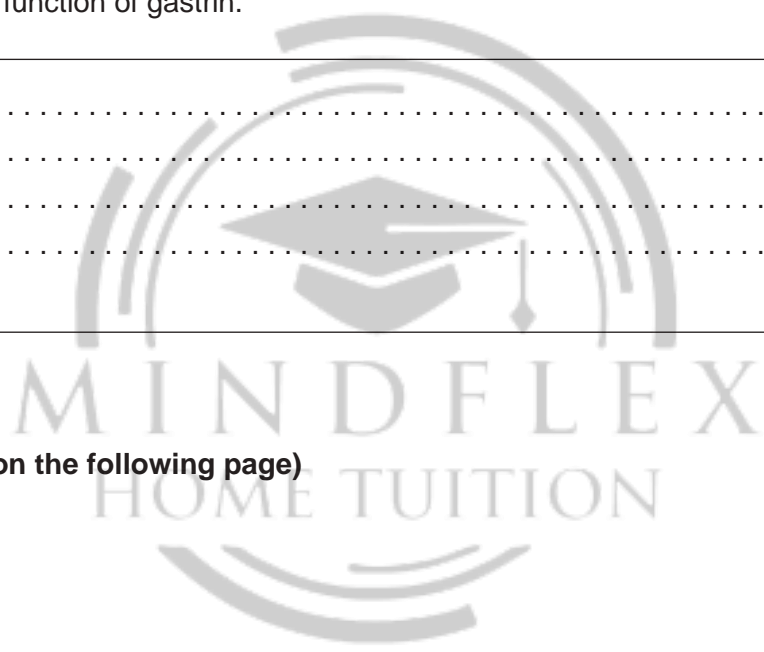 function of gastrin.
. . . . . . . . . . . . . . . . . . . . . . . . . . . . . . . . . . . . . . . . . . . . . .
. . . . . . . . . . . . . . . . . . . . . . . . . . . . . . . . . . . . . . . . . . . . . .
. . . . . . . . . . . . . . . . . . . . . . . . . . . . . . . . . . . . . . . . . . . . . .
. . . . . . . . . . . . . . . . . . . . . . . . . . . . . . . . . . . . . . . . . . . . . .
MINDFLEX
on the following page)
HOME TUITION